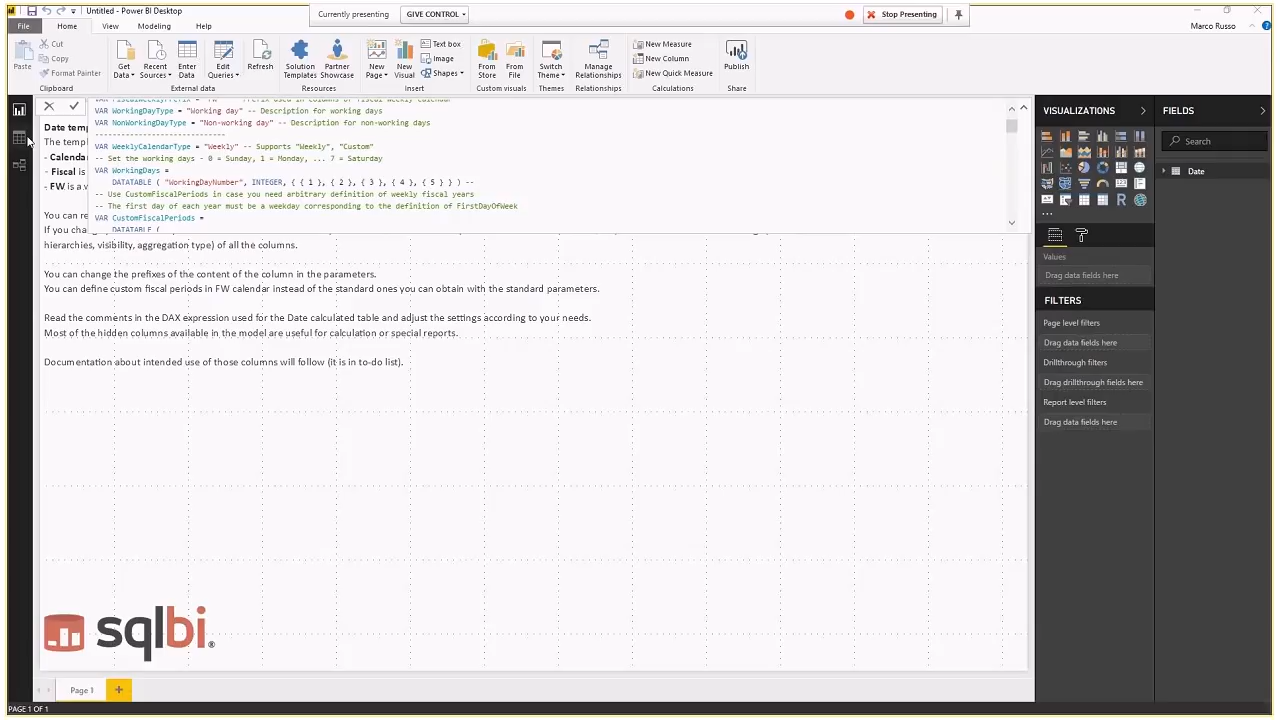 Untitled - Power BI Desktop
Currently presenting
GIVE CONTROL
Stop Presenting
File
Home
View
Modeling
Help
Marco Russo
Paste
Cut
Copy
Format Painter
Clipboard
Get Data
Recent Sources
Enter Data
Edit Queries
Refresh
External data
Solution Templates
Partner Showcase
Resources
New Page
New Visual
Text box
Image
Shapes
Insert
From Store
From File
Custom visuals
Switch Theme
Themes
Manage Relationships
Relationships
New Measure
New Column
New Quick Measure
Calculations
Publish
Share
VAR WorkingDayType = "Working day" -- Description for working days
VAR NonWorkingDayType = "Non-working day" -- Description for non-working days
------------------------------
VAR WeeklyCalendarType = "Weekly" -- Supports "Weekly", "Custom"
-- Set the working days - 0 = Sunday, 1 = Monday, ... 7 = Saturday
VAR WorkingDays =
DATATABLE ( "WorkingDayNumber", INTEGER, { { 1 }, { 2 }, { 3 }, { 4 }, { 5 } } ) --
-- Use CustomFiscalPeriods in case you need arbitrary definition of weekly fiscal years
-- The first day of each year must be a weekday corresponding to the definition of FirstDayOfWeek
VAR CustomFiscalPeriods =
DATATABLE (
Date temp
The templ
- Calenda
- Fiscal is
- FW is a v
You can re
If you chang
hierarchies, visibility, aggregation type) of all the columns.
You can change the prefixes of the content of the column in the parameters.
You can define custom fiscal periods in FW calendar instead of the standard ones you can obtain with the standard parameters.
Read the comments in the DAX expression used for the Date calculated table and adjust the settings according to your needs.
Most of the hidden columns available in the model are useful for calculation or special reports.
Documentation about intended use of those columns will follow (it is in to-do list).
sqlbi ®
VISUALIZATIONS
R
Values
Drag data fields here
FILTERS
Page level filters
Drag data fields here
Drillthrough filters
Drag drillthrough fields here
Report level filters
Drag data fields here
FIELDS
Search
Date
Page 1
PAGE 1 OF 1